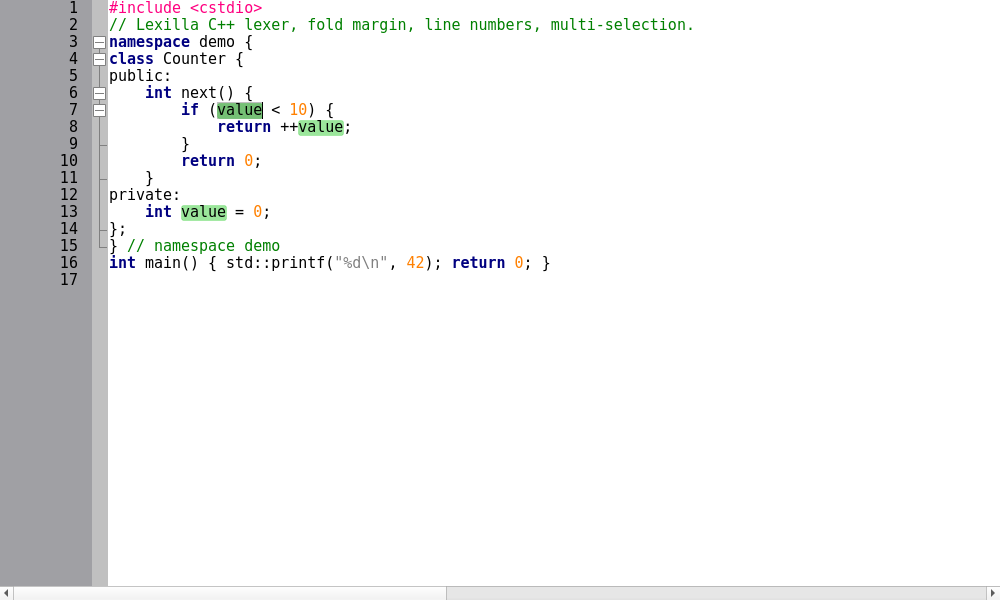 1 #include <cstdio>
2 // Lexilla C++ lexer, fold margin, line numbers, multi-selection.
3 namespace demo {
4 class Counter {
5 public:
6     int next() {
7         if (value < 10) {
8             return ++value;
9         }
10         return 0;
11     }
12 private:
13     int value = 0;
14 };
15 } // namespace demo
16 int main() { std::printf("%d\n", 42); return 0; }
17